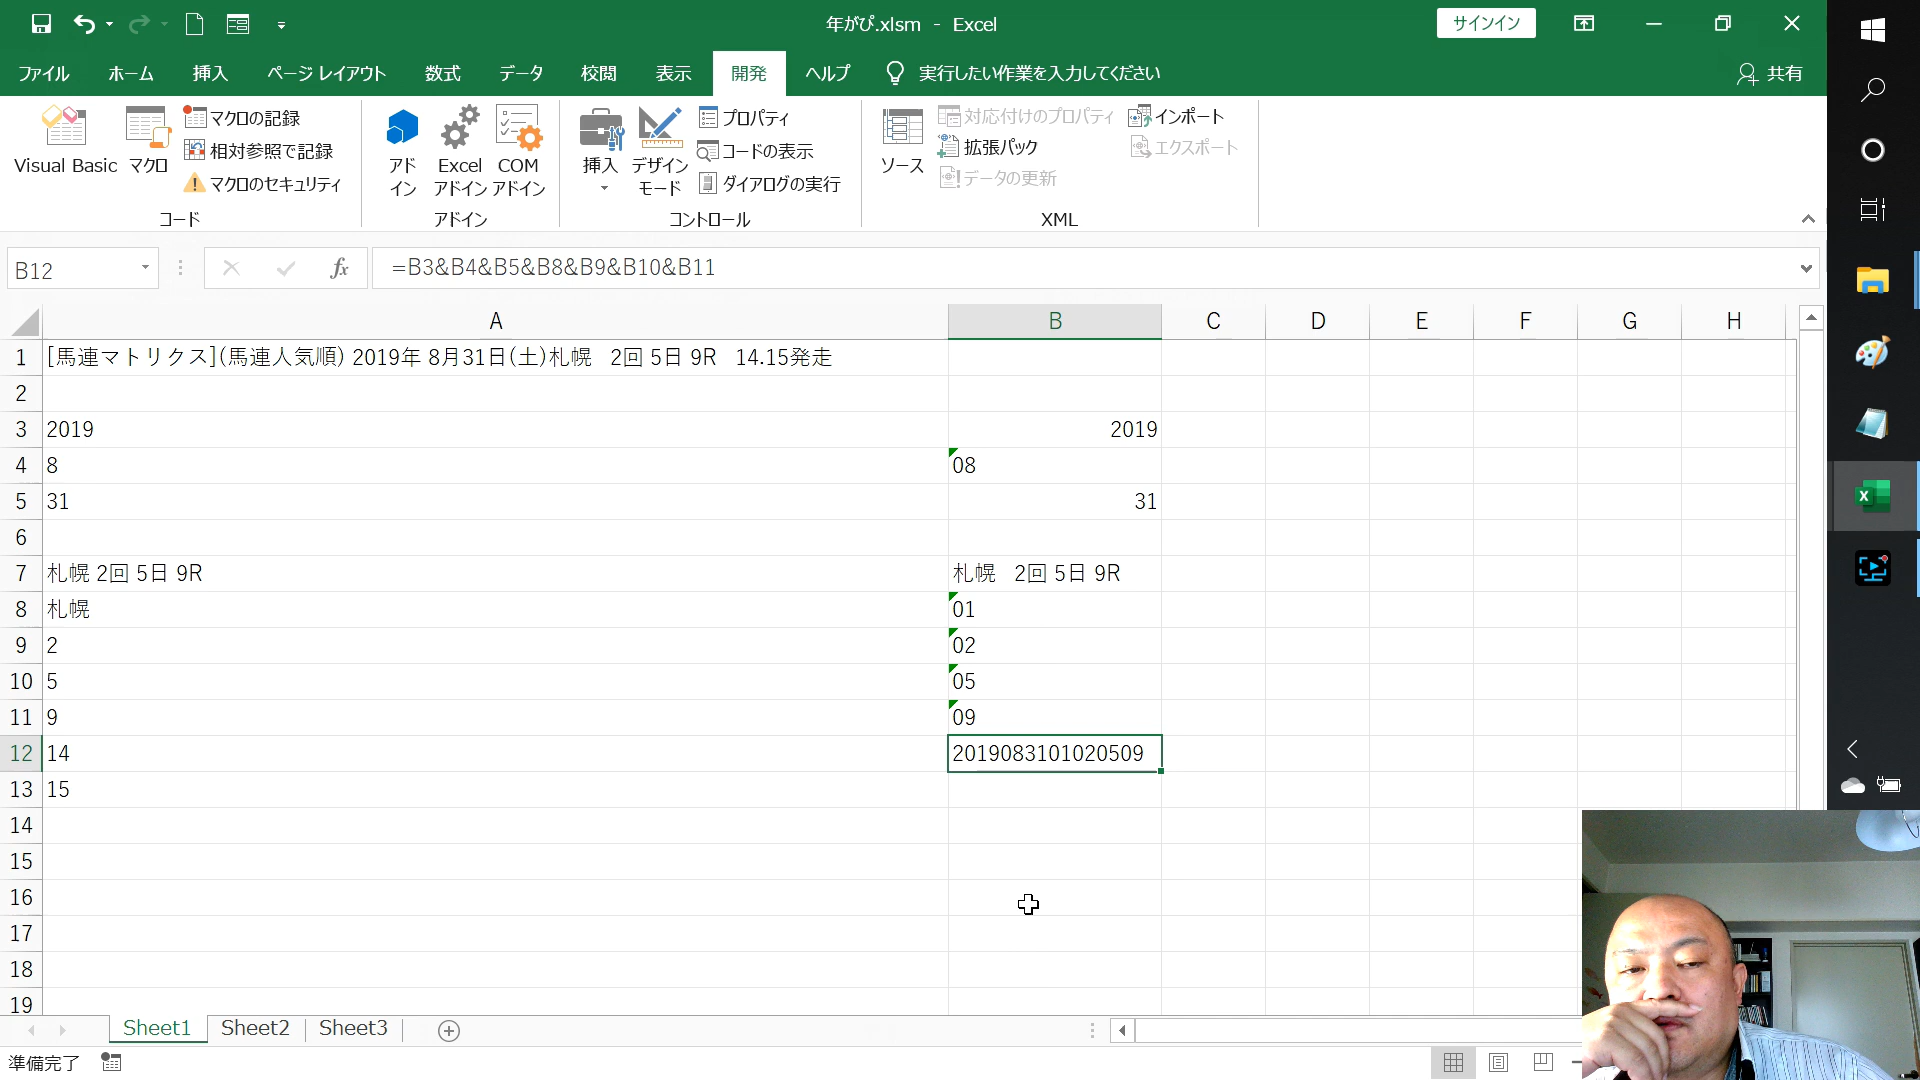 年がぴ.xlsm - Excel
サインイン
ファイル ホーム 挿入 ページ レイアウト 数式 データ 校閲 表示 開発 ヘルプ 実行したい作業を入力してください 共有
Visual Basic
マクロ
マクロの記録
相対参照で記録
マクロのセキュリティ
コード
アド
イン
Excel
アドイン
COM
アドイン
アドイン
挿入
デザイン
モード
プロパティ
コードの表示
ダイアログの実行
コントロール
ソース
対応付けのプロパティ
拡張パック
データの更新
インポート
エクスポート
XML
B12 fx =B3&B4&B5&B8&B9&B10&B11
A B C D E F G H
1 [馬連マトリクス](馬連人気順) 2019年 8月31日(土)札幌 2回 5日 9R 14.15発走
2
3 2019 2019
4 8 08
5 31 31
6
7 札幌 2回 5日 9R 札幌 2回 5日 9R
8 札幌 01
9 2 02
10 5 05
11 9 09
12 14 2019083101020509
13 15
14
15
16
17
18
19
Sheet1 Sheet2 Sheet3
準備完了